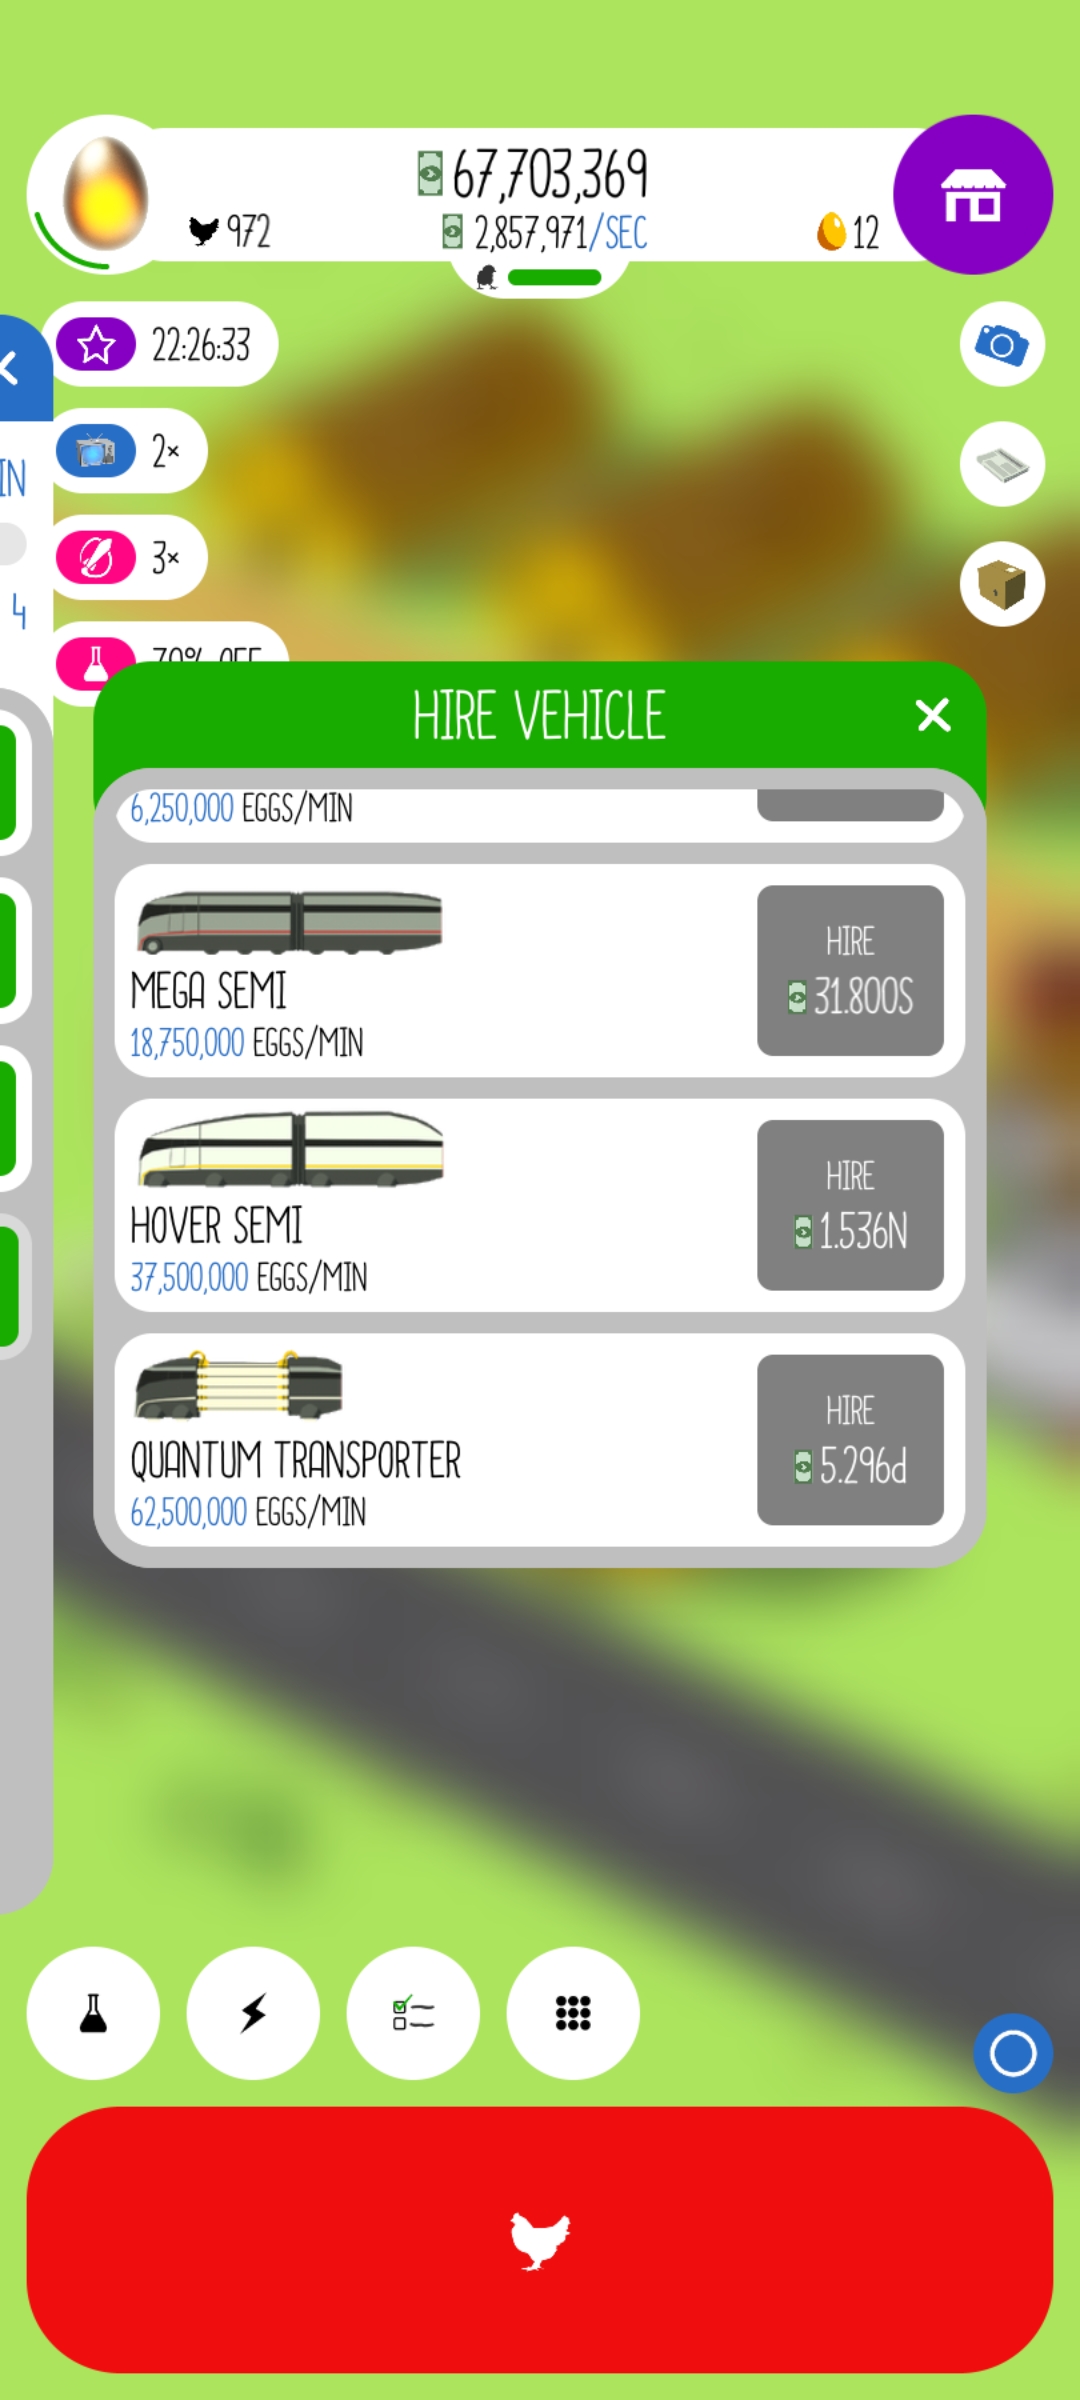 67,703,369
972
2,857,971/SEC
12
22:26:33
2×
IN
3×
4
70% OFF
HIRE VEHICLE
6,250,000 EGGS/MIN
HIRE
31.800S
MEGA SEMI
18,750,000 EGGS/MIN
HIRE
1.536N
HOVER SEMI
37,500,000 EGGS/MIN
HIRE
5.296d
QUANTUM TRANSPORTER
62,500,000 EGGS/MIN